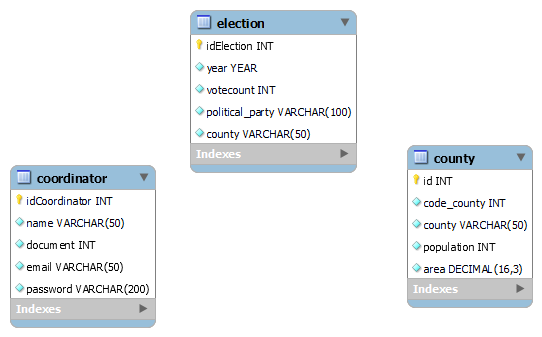 election
idElection INT
year YEAR
votecount INT
political_party VARCHAR(100)
county VARCHAR(50)
Indexes
coordinator
idCoordinator INT
name VARCHAR(50)
document INT
email VARCHAR(50)
password VARCHAR(200)
Indexes
county
id INT
code_county INT
county VARCHAR(50)
population INT
area DECIMAL(16,3)
Indexes